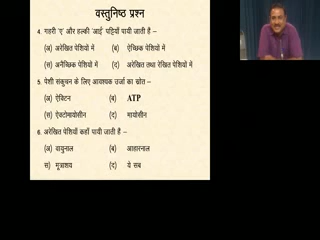 वस्तुनिष्ठ प्रश्न
4. गहरी 'ए' और हल्की 'आई' पट्टियाँ पायी जाती है –
(अ) अरेखित पेशियो में (ब) ऐच्छिक पेशियों में
(स) अनैच्छिक पेशियों में (द) अरेखित तथा रेखित पेशियों में
5. पेशी संकुचन के लिए आवश्यक उर्जा का स्रोत –
(अ) ऐक्टिन (ब) ATP
(स) ऐक्टोमायोसीन (द) मायोसीन
6. अरेखित पेशियों कहाँ पायी जाती है –
(अ) वायुनाल (ब) आहारनाल
(स) मूत्राशय (द) ये सब